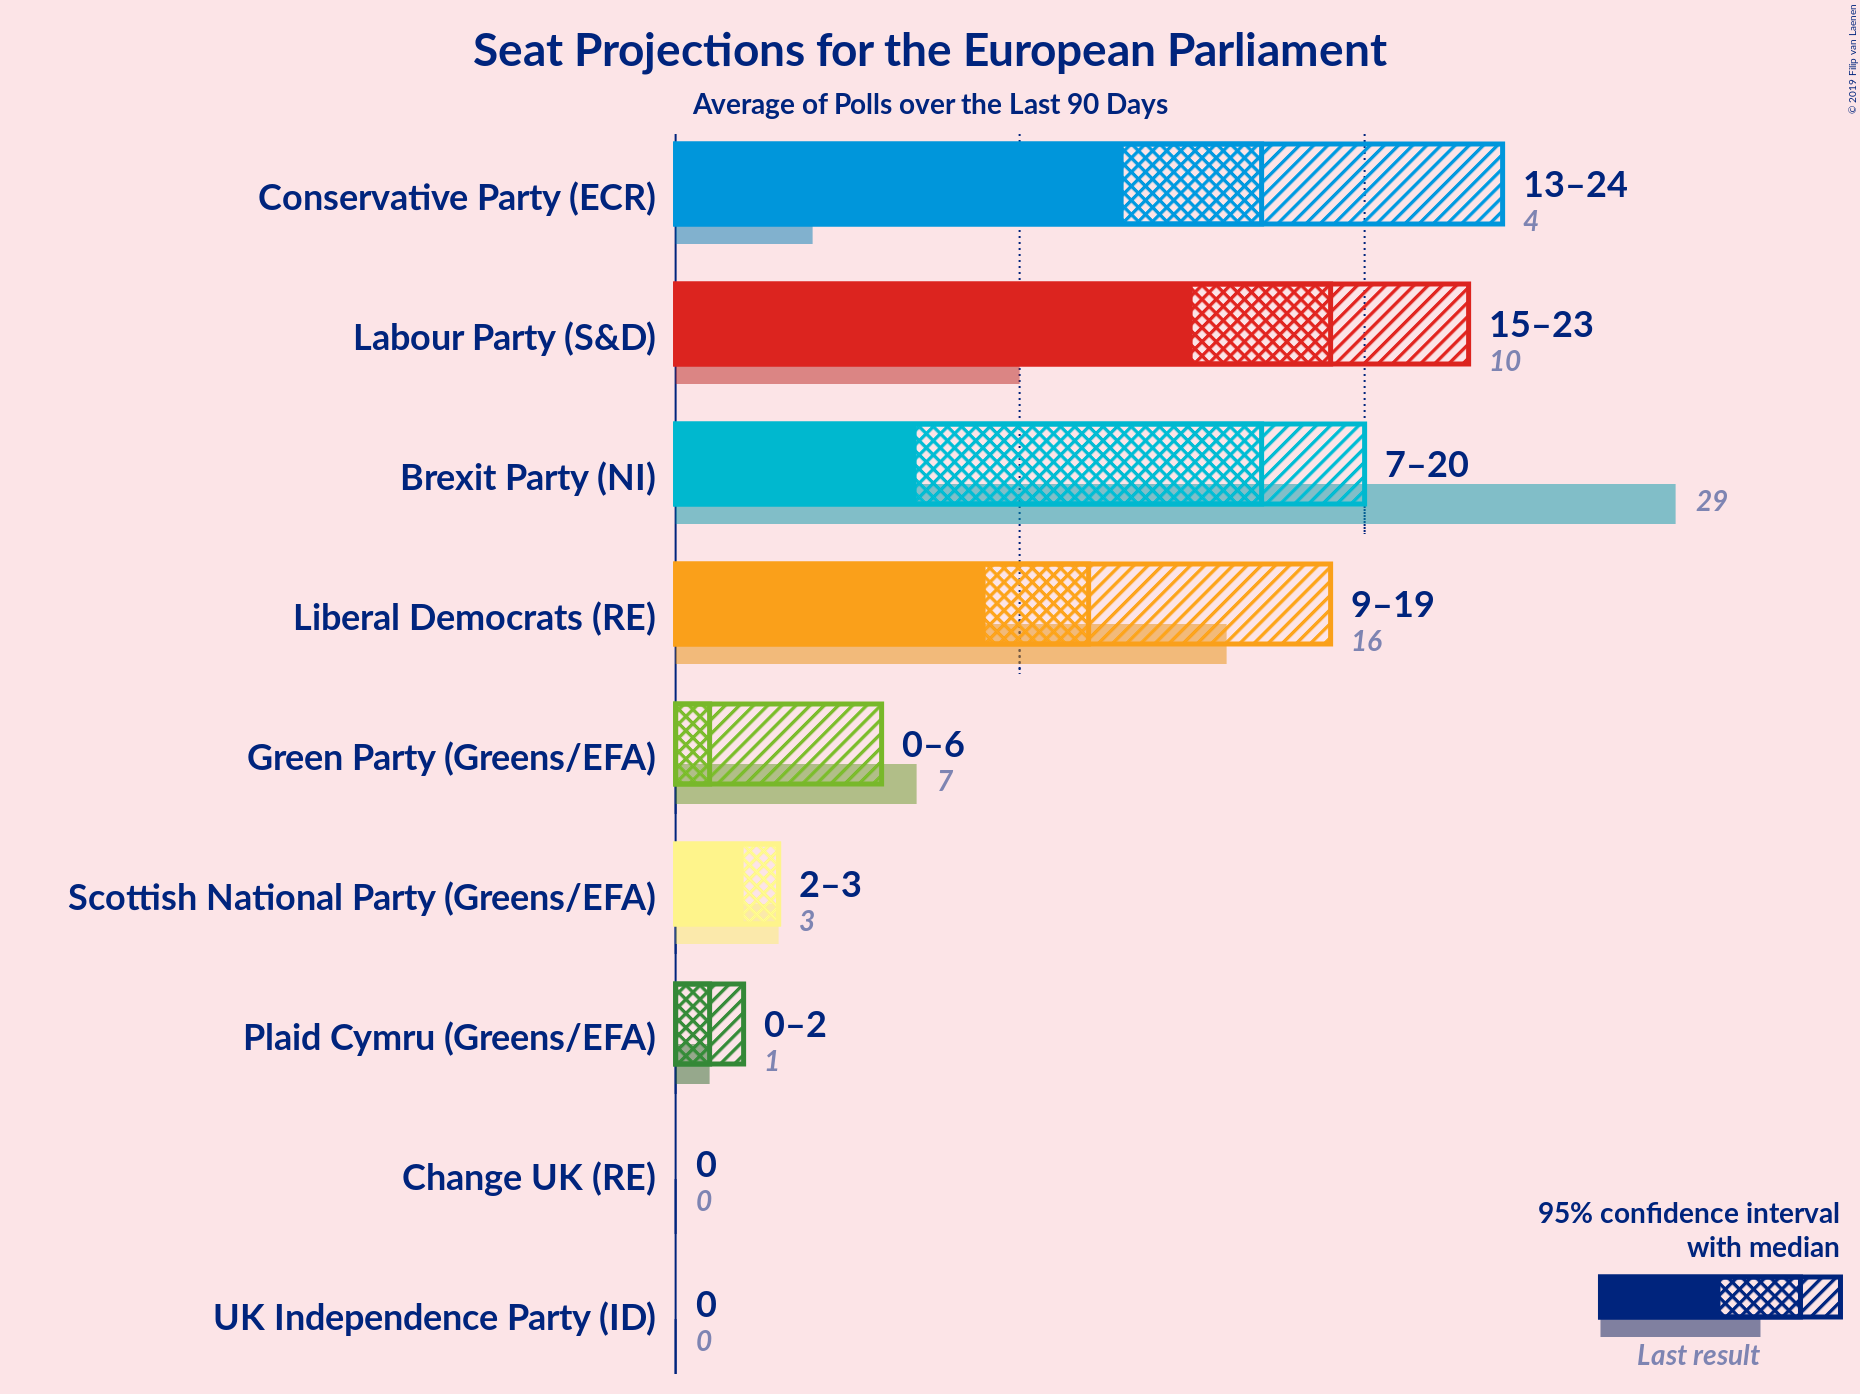 Seat Projections for the European Parliament
Average of Polls over the Last 90 Days
© 2019 Filip van Laenen
Conservative Party (ECR)
13–24
4
Labour Party (S&D)
15–23
10
Brexit Party (NI)
7–20
29
Liberal Democrats (RE)
9–19
16
Green Party (Greens/EFA)
0–6
7
Scottish National Party (Greens/EFA)
2–3
3
Plaid Cymru (Greens/EFA)
0–2
1
Change UK (RE)
0
0
UK Independence Party (ID)
0
0
95% confidence interval
with median
Last result